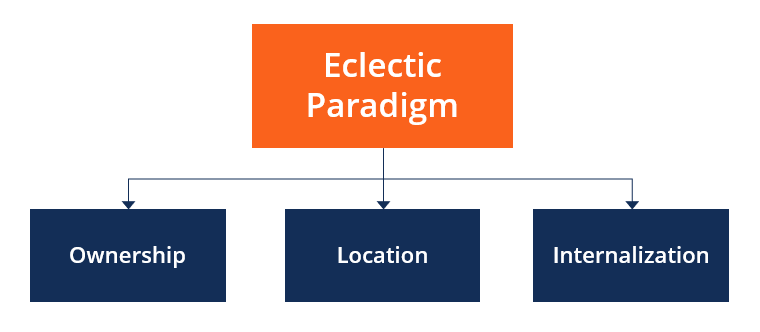 Eclectic
Paradigm
Ownership
Location
Internalization